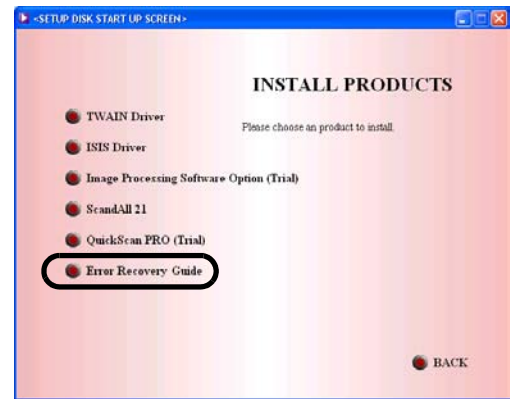 <SETUP DISK START UP SCREEN>
INSTALL PRODUCTS
Please choose an product to install.
TWAIN Driver
ISIS Driver
Image Processing Software Option (Trial)
ScandAll 21
QuickScan PRO (Trial)
Error Recovery Guide
BACK